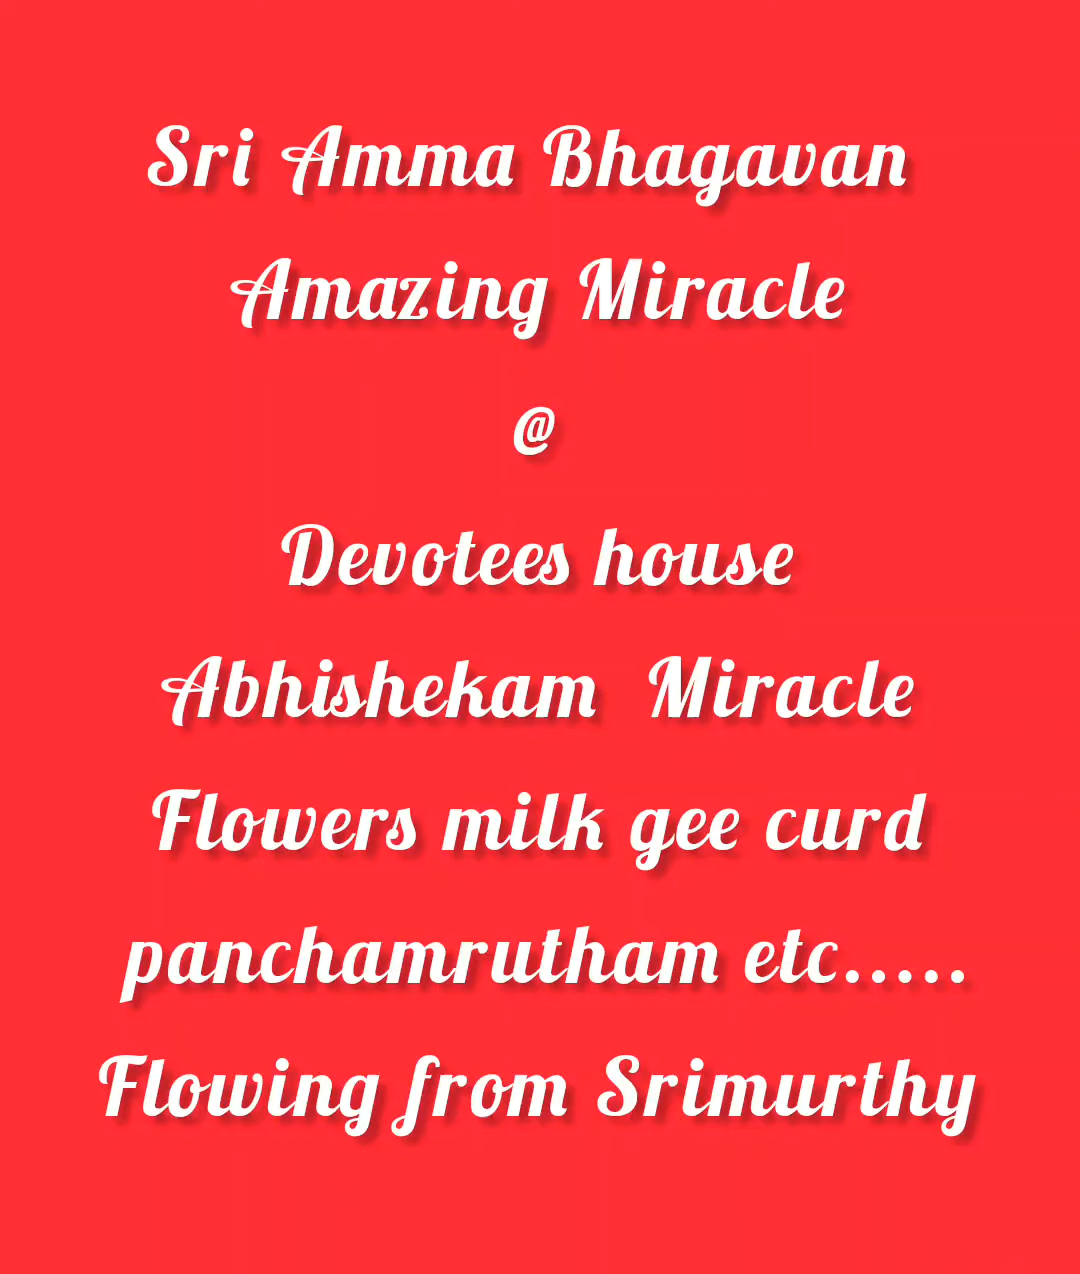 Sri Amma Bhagavan
Amazing Miracle
@
Devotees house
Abhishekam Miracle
Flowers milk gee curd
panchamrutham etc.....
Flowing from Srimurthy